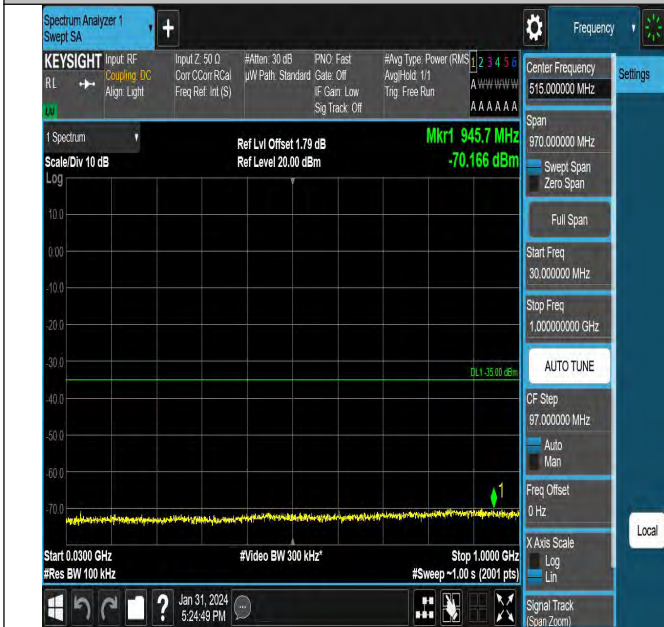 Spectrum Analyzer 1
Swept SA
Frequency
KEYSIGHT
RL
Input: RF
Coupling: DC
Align: Light
Input Z: 50 Ω
Corr CCorr RCal
Freq Ref: Int (S)
#Atten: 30 dB
µW Path: Standard
PNO: Fast
Gate: Off
IF Gain: Low
Sig Track: Off
#Avg Type: Power (RMS
Avg|Hold: 1/1
Trig: Free Run
1 2 3 4 5 6
A W W W W W
A A A A A A
1 Spectrum
Scale/Div 10 dB
Ref Lvl Offset 1.79 dB
Ref Level 20.00 dBm
Mkr1 945.7 MHz
-70.166 dBm
Log
10.0
0.00
-10.0
-20.0
-30.0
DL1 -35.00 dBm
-40.0
-50.0
-60.0
-70.0
1
Start 0.0300 GHz
#Res BW 100 kHz
#Video BW 300 kHz*
Stop 1.0000 GHz
#Sweep ~1.00 s (2001 pts)
Jan 31, 2024
5:24:49 PM
Center Frequency
515.000000 MHz
Settings
Span
970.000000 MHz
Swept Span
Zero Span
Full Span
Start Freq
30.000000 MHz
Stop Freq
1.000000000 GHz
AUTO TUNE
CF Step
97.000000 MHz
Auto
Man
Freq Offset
0 Hz
X Axis Scale
Log
Lin
Local
Signal Track
(Span Zoom)